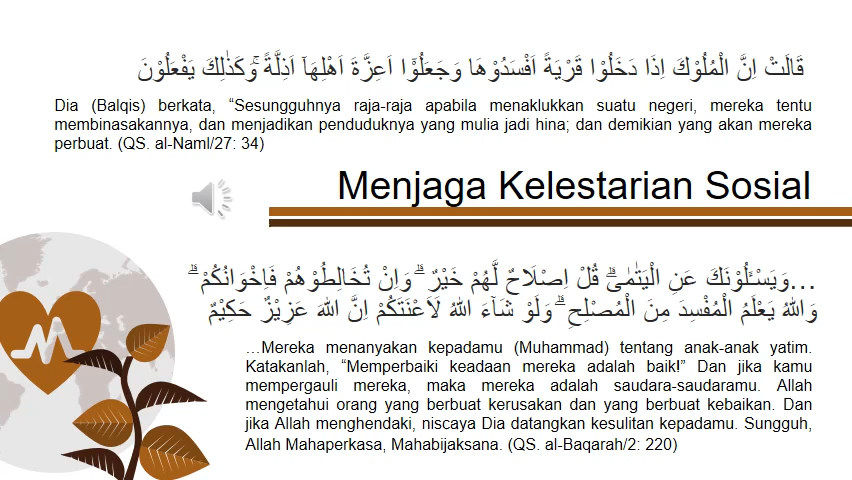 قَالَتْ اِنَّ الْمُلُوْكَ اِذَا دَخَلُوْا قَرْيَةً اَفْسَدُوْهَا وَجَعَلُوْٓا اَعِزَّةَ اَهْلِهَآ اَذِلَّةً ۚوَكَذٰلِكَ يَفْعَلُوْنَ
Dia (Balqis) berkata, “Sesungguhnya raja-raja apabila menaklukkan suatu negeri, mereka tentu
membinasakannya, dan menjadikan penduduknya yang mulia jadi hina; dan demikian yang akan mereka
perbuat. (QS. al-Naml/27: 34)
Menjaga Kelestarian Sosial
...وَيَسْـَٔلُوْنَكَ عَنِ الْيَتٰمٰىۗ قُلْ اِصْلَاحٌ لَّهُمْ خَيْرٌ ۗ وَاِنْ تُخَالِطُوْهُمْ فَاِخْوَانُكُمْ ۗ
وَاللّٰهُ يَعْلَمُ الْمُفْسِدَ مِنَ الْمُصْلِحِ ۗ وَلَوْ شَاۤءَ اللّٰهُ لَاَعْنَتَكُمْ اِنَّ اللّٰهَ عَزِيْزٌ حَكِيْمٌ
…Mereka menanyakan kepadamu (Muhammad) tentang anak-anak yatim.
Katakanlah, “Memperbaiki keadaan mereka adalah baik!” Dan jika kamu
mempergauli mereka, maka mereka adalah saudara-saudaramu. Allah
mengetahui orang yang berbuat kerusakan dan yang berbuat kebaikan. Dan
jika Allah menghendaki, niscaya Dia datangkan kesulitan kepadamu. Sungguh,
Allah Mahaperkasa, Mahabijaksana. (QS. al-Baqarah/2: 220)